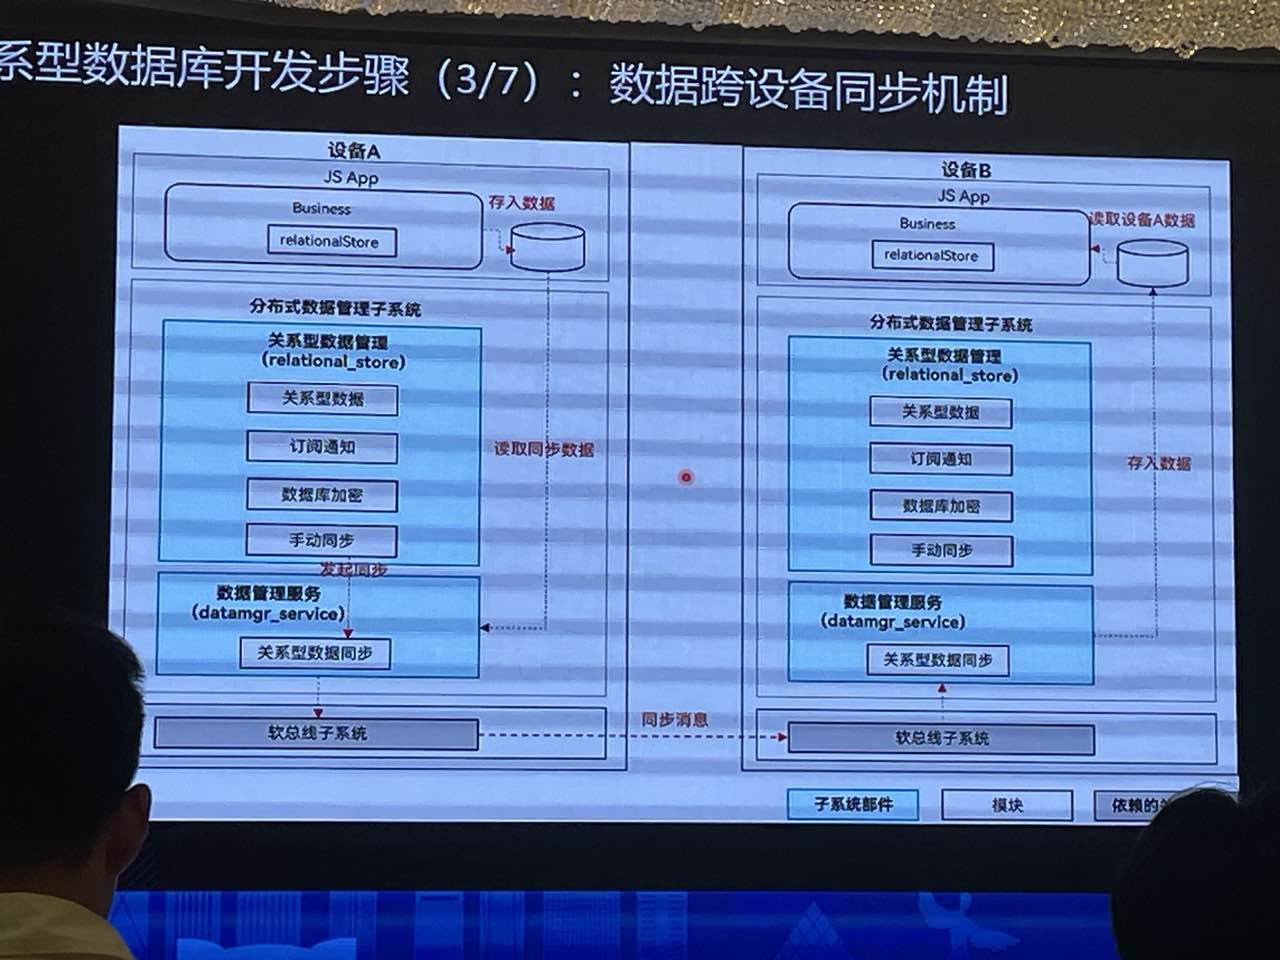 系型数据库开发步骤（3/7）：数据跨设备同步机制
设备A
JS App
Business
relationalStore
存入数据
分布式数据管理子系统
关系型数据管理
(relational_store)
关系型数据
订阅通知
数据库加密
手动同步
读取同步数据
发起同步
数据管理服务
(datamgr_service)
关系型数据同步
软总线子系统
同步消息
设备B
JS App
Business
relationalStore
读取设备A数据
分布式数据管理子系统
关系型数据管理
(relational_store)
关系型数据
订阅通知
数据库加密
手动同步
存入数据
数据管理服务
(datamgr_service)
关系型数据同步
软总线子系统
子系统部件
模块
依赖的